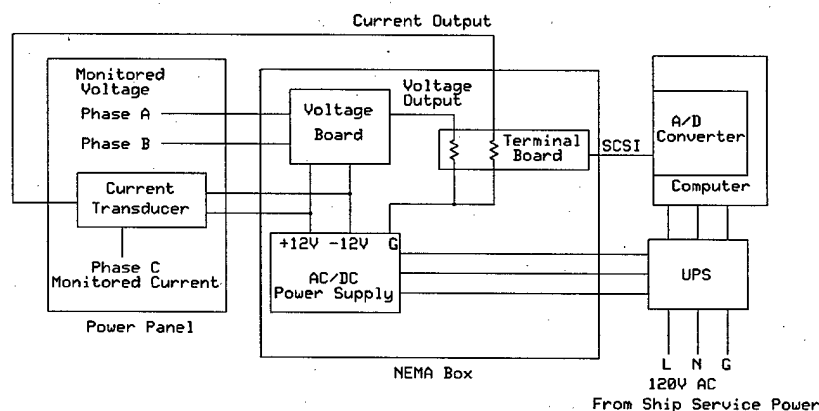 Current Output
Monitored
Voltage
Phase A
Phase B
Current
Transducer
Phase C
Monitored Current
Power Panel
Voltage
Board
Voltage
Output
Terminal
Board
+12V -12V G
AC/DC
Power Supply
NEMA Box
SCSI
A/D
Converter
Computer
UPS
L N G
120V AC
From Ship Service Power